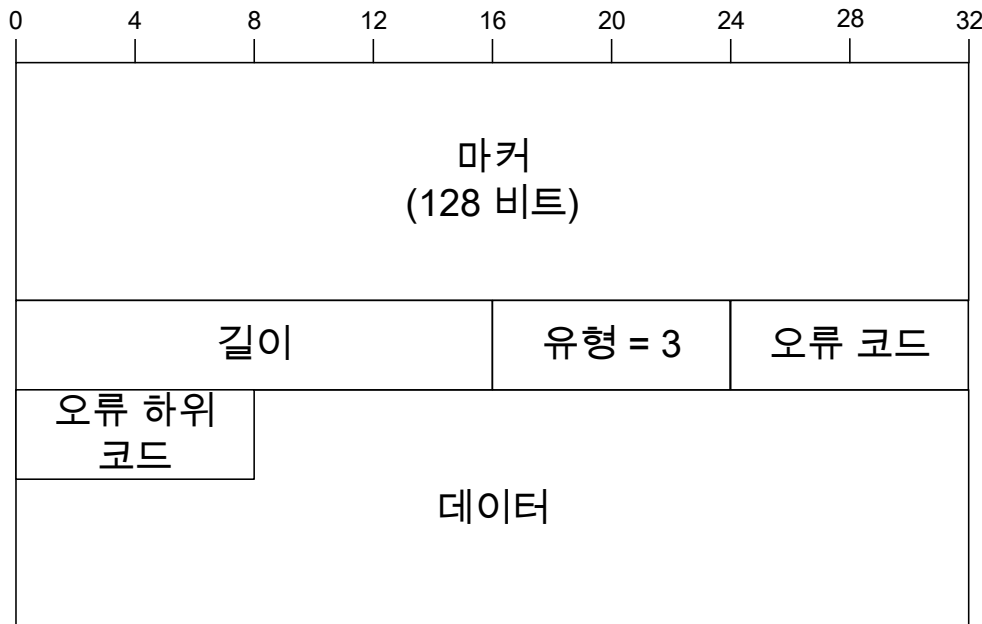 0 4 8 12 16 20 24 28 32
마커
(128 비트)
길이 유형 = 3 오류 코드
오류 하위
코드
데이터